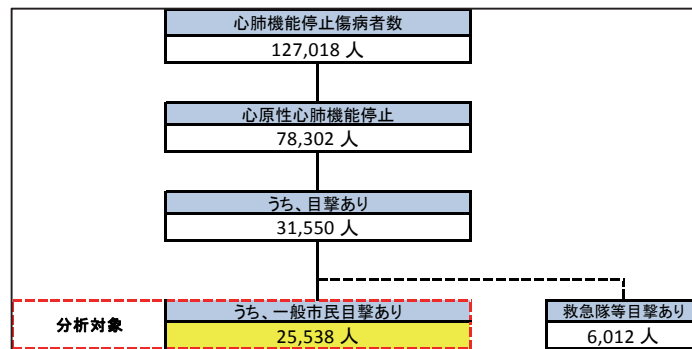 心肺機能停止傷病者数
127,018 人
心原性心肺機能停止
78,302 人
うち、目撃あり
31,550 人
分析対象
うち、一般市民目撃あり
25,538 人
救急隊等目撃あり
6,012 人